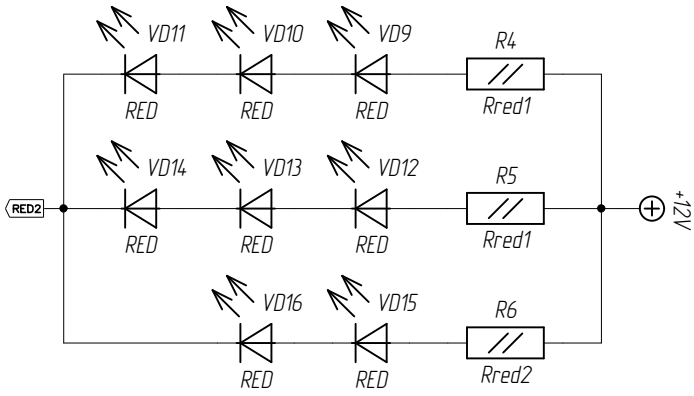 VD11 VD10 VD9 R4
RED RED RED Rred1
VD14 VD13 VD12 R5
RED2 +12V
RED RED RED Rred1
VD16 VD15 R6
RED RED Rred2